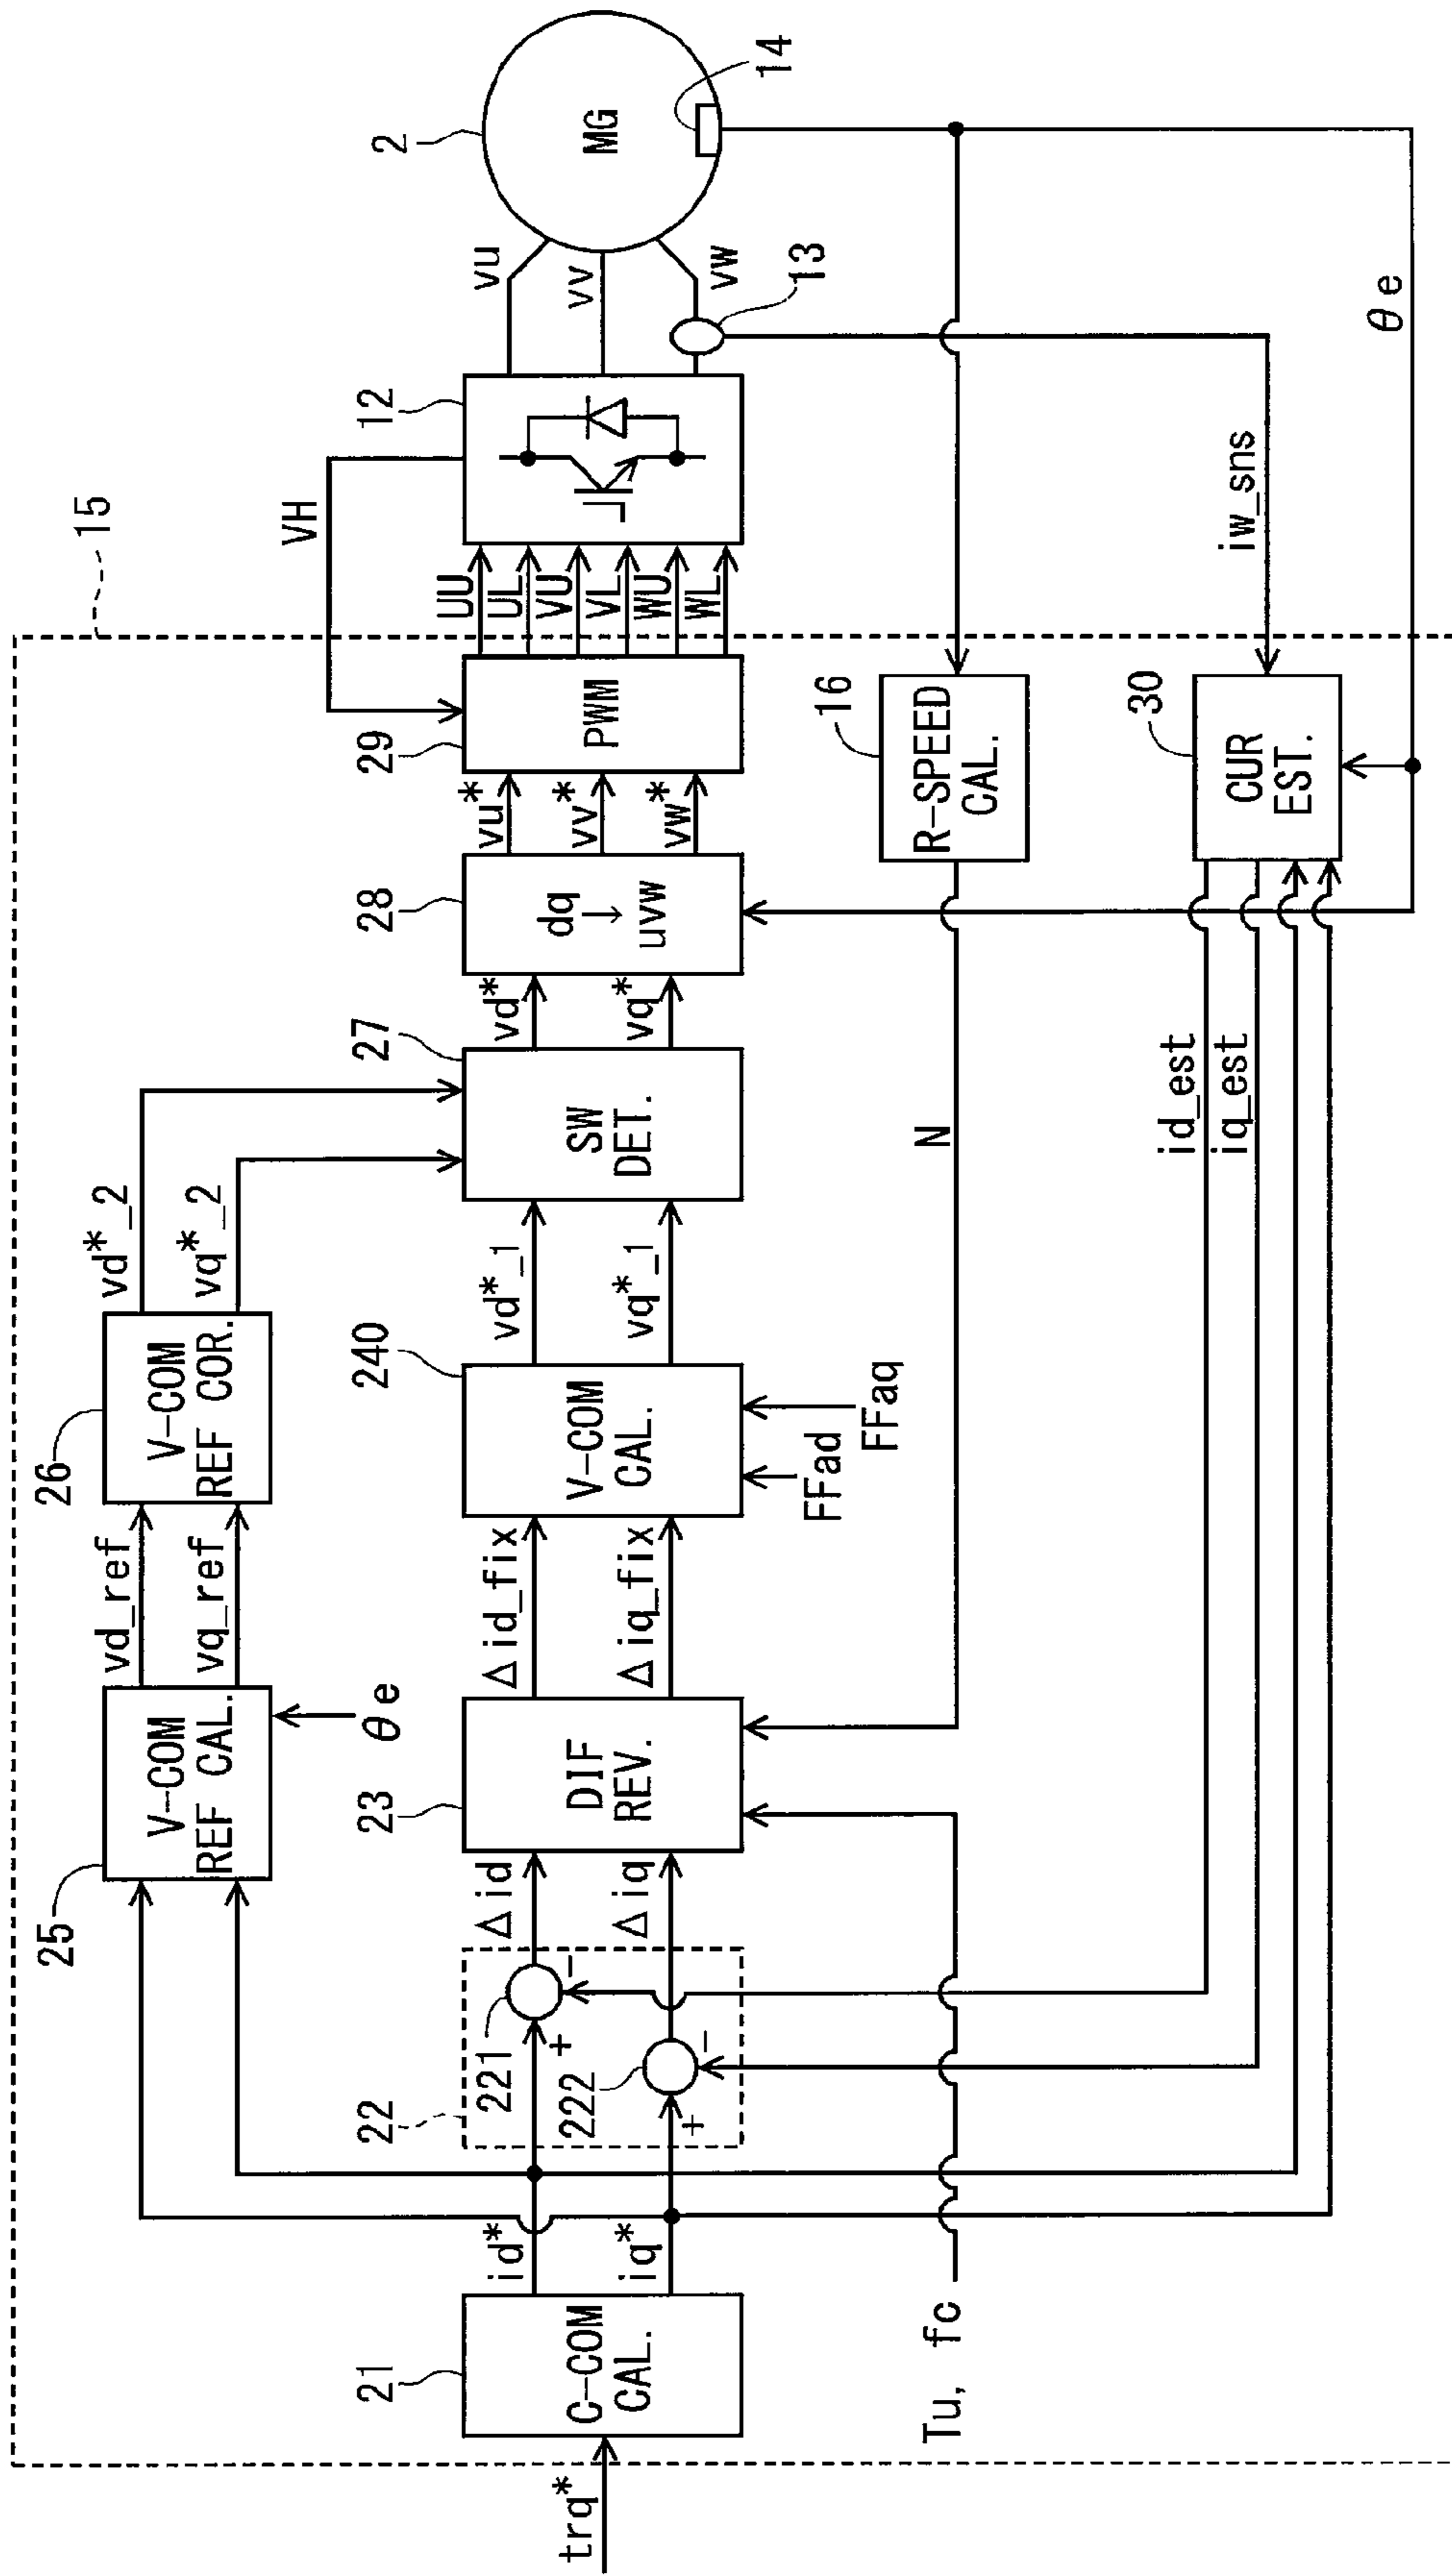 15
25
V-COM
REF CAL.
θe
vd_ref
vq_ref
26
V-COM
REF COR.
vd*_2
vq*_2
VH
trq*
21
C-COM
CAL.
id*
iq*
22
221
222
+
-
+
-
Δid
Δiq
23
DIF
REV.
Δid_fix
Δiq_fix
240
V-COM
CAL.
FFad
FFaq
vd*_1
vq*_1
27
SW
DET.
vd*
vq*
28
dq
↓
uvw
vu*
vv*
vw*
29
PWM
UU
UL
VU
VL
WU
WL
12
vu
vv
vw
13
2
MG
14
Tu, fc
N
16
R-SPEED
CAL.
id_est
iq_est
30
CUR
EST.
iw_sns
θe